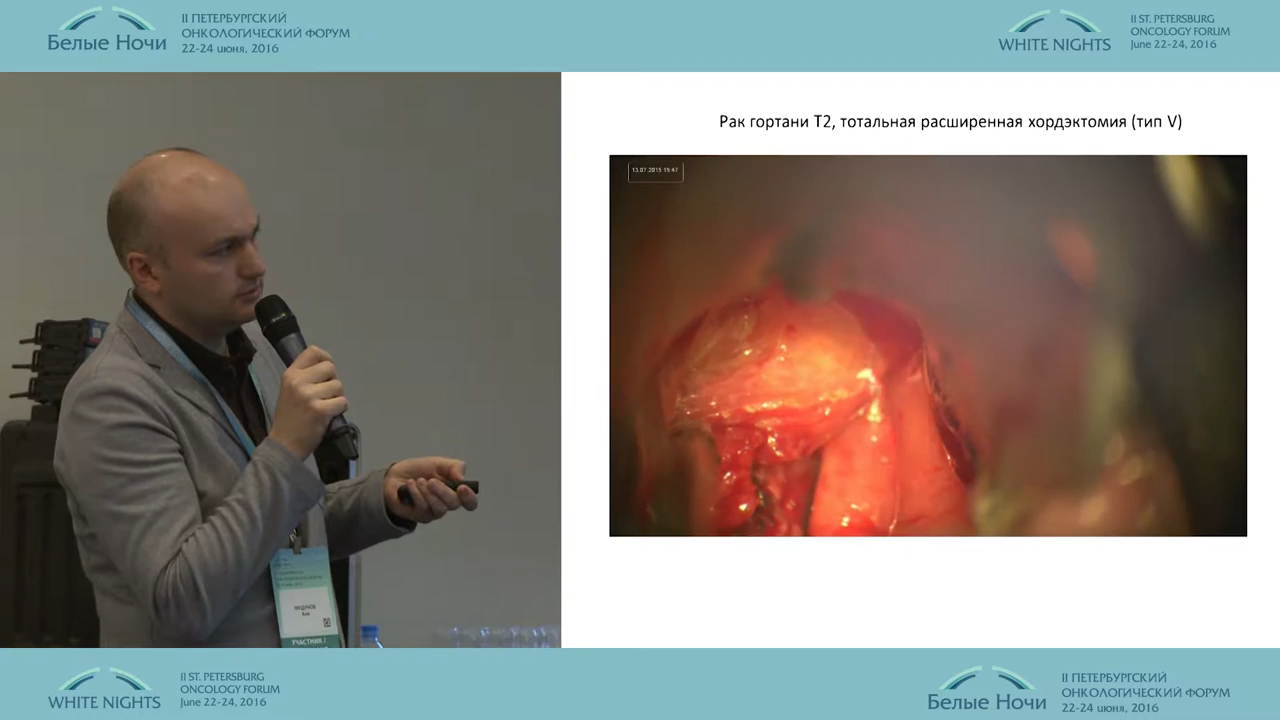 Белые Ночи
II ПЕТЕРБУРГСКИЙ
ОНКОЛОГИЧЕСКИЙ ФОРУМ
22-24 июня, 2016
WHITE NIGHTS
II ST. PETERSBURG
ONCOLOGY FORUM
June 22-24, 2016
Рак гортани Т2, тотальная расширенная хордэктомия (тип V)
13.07.2015 15:47
УЧАСТНИК
WHITE NIGHTS
II ST. PETERSBURG
ONCOLOGY FORUM
June 22-24, 2016
Белые Ночи
II ПЕТЕРБУРГСКИЙ
ОНКОЛОГИЧЕСКИЙ ФОРУМ
22-24 июня, 2016